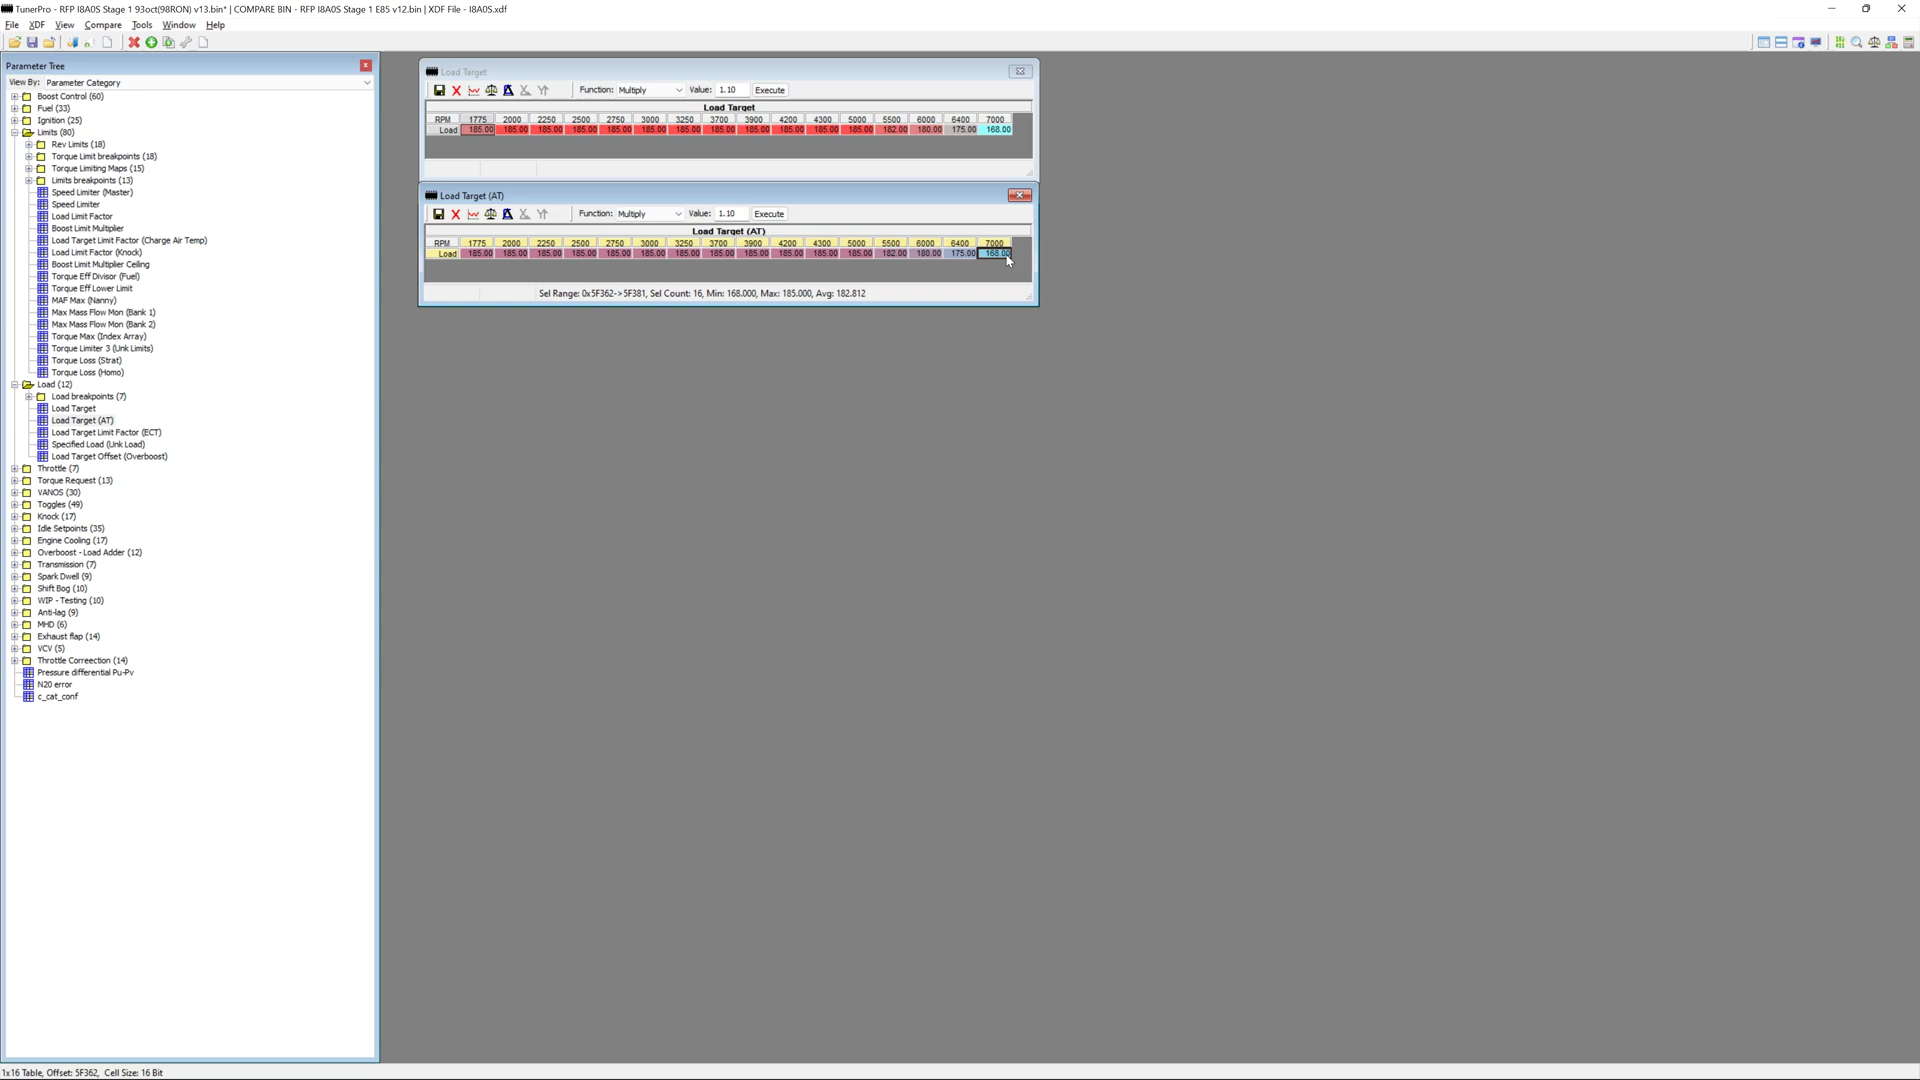 TunerPro - RFP I8A0S Stage 1 93oct(98RON) v13.bin* | COMPARE BIN - RFP I8A0S Stage 1 E85 v12.bin | XDF File - I8A0S.xdf
File XDF View Compare Tools Window Help
Parameter Tree
View By: Parameter Category
Boost Control (60)
Fuel (33)
Ignition (25)
Limits (80)
Rev Limits (18)
Torque Limit breakpoints (18)
Torque Limiting Maps (15)
Limits breakpoints (13)
Speed Limiter (Master)
Speed Limiter
Load Limit Factor
Boost Limit Multiplier
Load Target Limit Factor (Charge Air Temp)
Load Limit Factor (Knock)
Boost Limit Multiplier Ceiling
Torque Eff Divisor (Fuel)
Torque Eff Lower Limit
MAF Max (Nanny)
Max Mass Flow Mon (Bank 1)
Max Mass Flow Mon (Bank 2)
Torque Max (Index Array)
Torque Limiter 3 (Unk Limits)
Torque Loss (Strat)
Torque Loss (Homo)
Load (12)
Load breakpoints (7)
Load Target
Load Target (AT)
Load Target Limit Factor (ECT)
Specified Load (Unk Load)
Load Target Offset (Overboost)
Throttle (7)
Torque Request (13)
VANOS (30)
Toggles (49)
Knock (17)
Idle Setpoints (35)
Engine Cooling (17)
Overboost - Load Adder (12)
Transmission (7)
Spark Dwell (9)
Shift Bog (10)
WIP - Testing (10)
Anti-lag (9)
MHD (6)
Exhaust flap (14)
VCV (5)
Throttle Correection (14)
Pressure differential Pu-Pv
N20 error
c_cat_conf
Load Target
Function: Multiply Value: 1.10 Execute
Load Target
RPM 1775 2000 2250 2500 2750 3000 3250 3700 3900 4200 4300 5000 5500 6000 6400 7000
Load 185.00 185.00 185.00 185.00 185.00 185.00 185.00 185.00 185.00 185.00 185.00 185.00 182.00 180.00 175.00 168.00
Load Target (AT)
Function: Multiply Value: 1.10 Execute
Load Target (AT)
RPM 1775 2000 2250 2500 2750 3000 3250 3700 3900 4200 4300 5000 5500 6000 6400 7000
Load 185.00 185.00 185.00 185.00 185.00 185.00 185.00 185.00 185.00 185.00 185.00 185.00 182.00 180.00 175.00 168.00
Sel Range: 0x5F362->5F381, Sel Count: 16, Min: 168.000, Max: 185.000, Avg: 182.812
1x16 Table, Offset: 5F362, Cell Size: 16 Bit